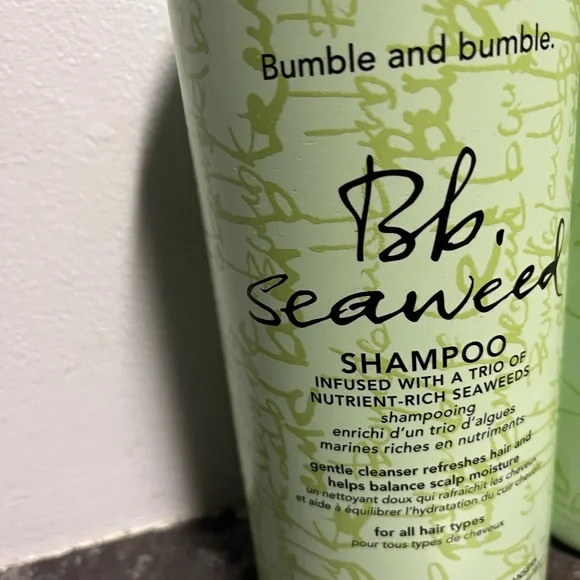 Bumble and bumble.
Bb.
seaweed
SHAMPOO
INFUSED WITH A TRIO OF
NUTRIENT-RICH SEAWEEDS
shampooing
enrichi d'un trio d'algues
marines riches en nutriments
gentle cleanser refreshes hair and
helps balance scalp moisture
un nettoyant doux qui rafraîchit les cheveux
et aide à équilibrer l'hydratation du cuir chevelu
for all hair types
pour tous types de cheveux